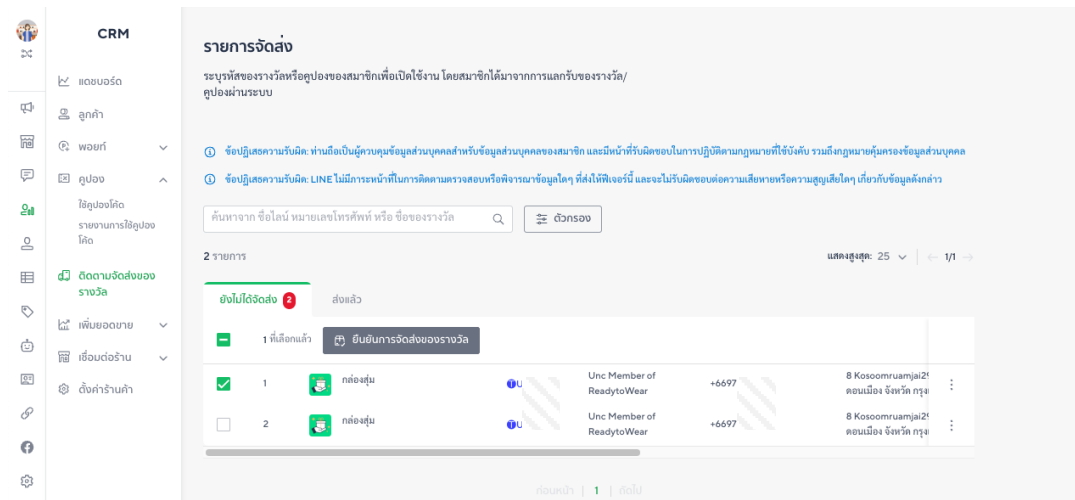 CRM
แดชบอร์ด
ลูกค้า
พอยท์
คูปอง
ใช้คูปองโค้ด
รายงานการใช้คูปอง
โค้ด
ติดตามจัดส่งของ
รางวัล
เพิ่มยอดขาย
เชื่อมต่อร้าน
ตั้งค่าร้านค้า
รายการจัดส่ง
ระบุรหัสของรางวัลหรือคูปองของสมาชิกเพื่อเปิดใช้งาน โดยสมาชิกได้มาจากการแลกรับของรางวัล/
คูปองผ่านระบบ
ข้อปฏิเสธความรับผิด: ท่านถือเป็นผู้ควบคุมข้อมูลส่วนบุคคลสำหรับข้อมูลส่วนบุคคลของสมาชิก และมีหน้าที่รับผิดชอบในการปฏิบัติตามกฎหมายที่ใช้บังคับ รวมถึงกฎหมายคุ้มครองข้อมูลส่วนบุคคล
ข้อปฏิเสธความรับผิด: LINE ไม่มีภาระหน้าที่ในการติดตามตรวจสอบหรือพิจารณาข้อมูลใดๆ ที่ส่งให้ฟีเจอร์นี้ และจะไม่รับผิดชอบต่อความเสียหายหรือความสูญเสียใดๆ เกี่ยวกับข้อมูลดังกล่าว
ค้นหาจาก ชื่อไลน์ หมายเลขโทรศัพท์ หรือ ชื่อของรางวัล
ตัวกรอง
2 รายการ
แสดงสูงสุด: 25
1/1
ยังไม่ได้จัดส่ง 2
ส่งแล้ว
1 ที่เลือกแล้ว
ยืนยันการจัดส่งของรางวัล
1
กล่องสุ่ม
U
Unc Member of
ReadytoWear
+6697
8 Kosoomruamjai29
ดอนเมือง จังหวัด กรุง
2
กล่องสุ่ม
U
Unc Member of
ReadytoWear
+6697
8 Kosoomruamjai29
ดอนเมือง จังหวัด กรุง
ก่อนหน้า | 1 | ถัดไป